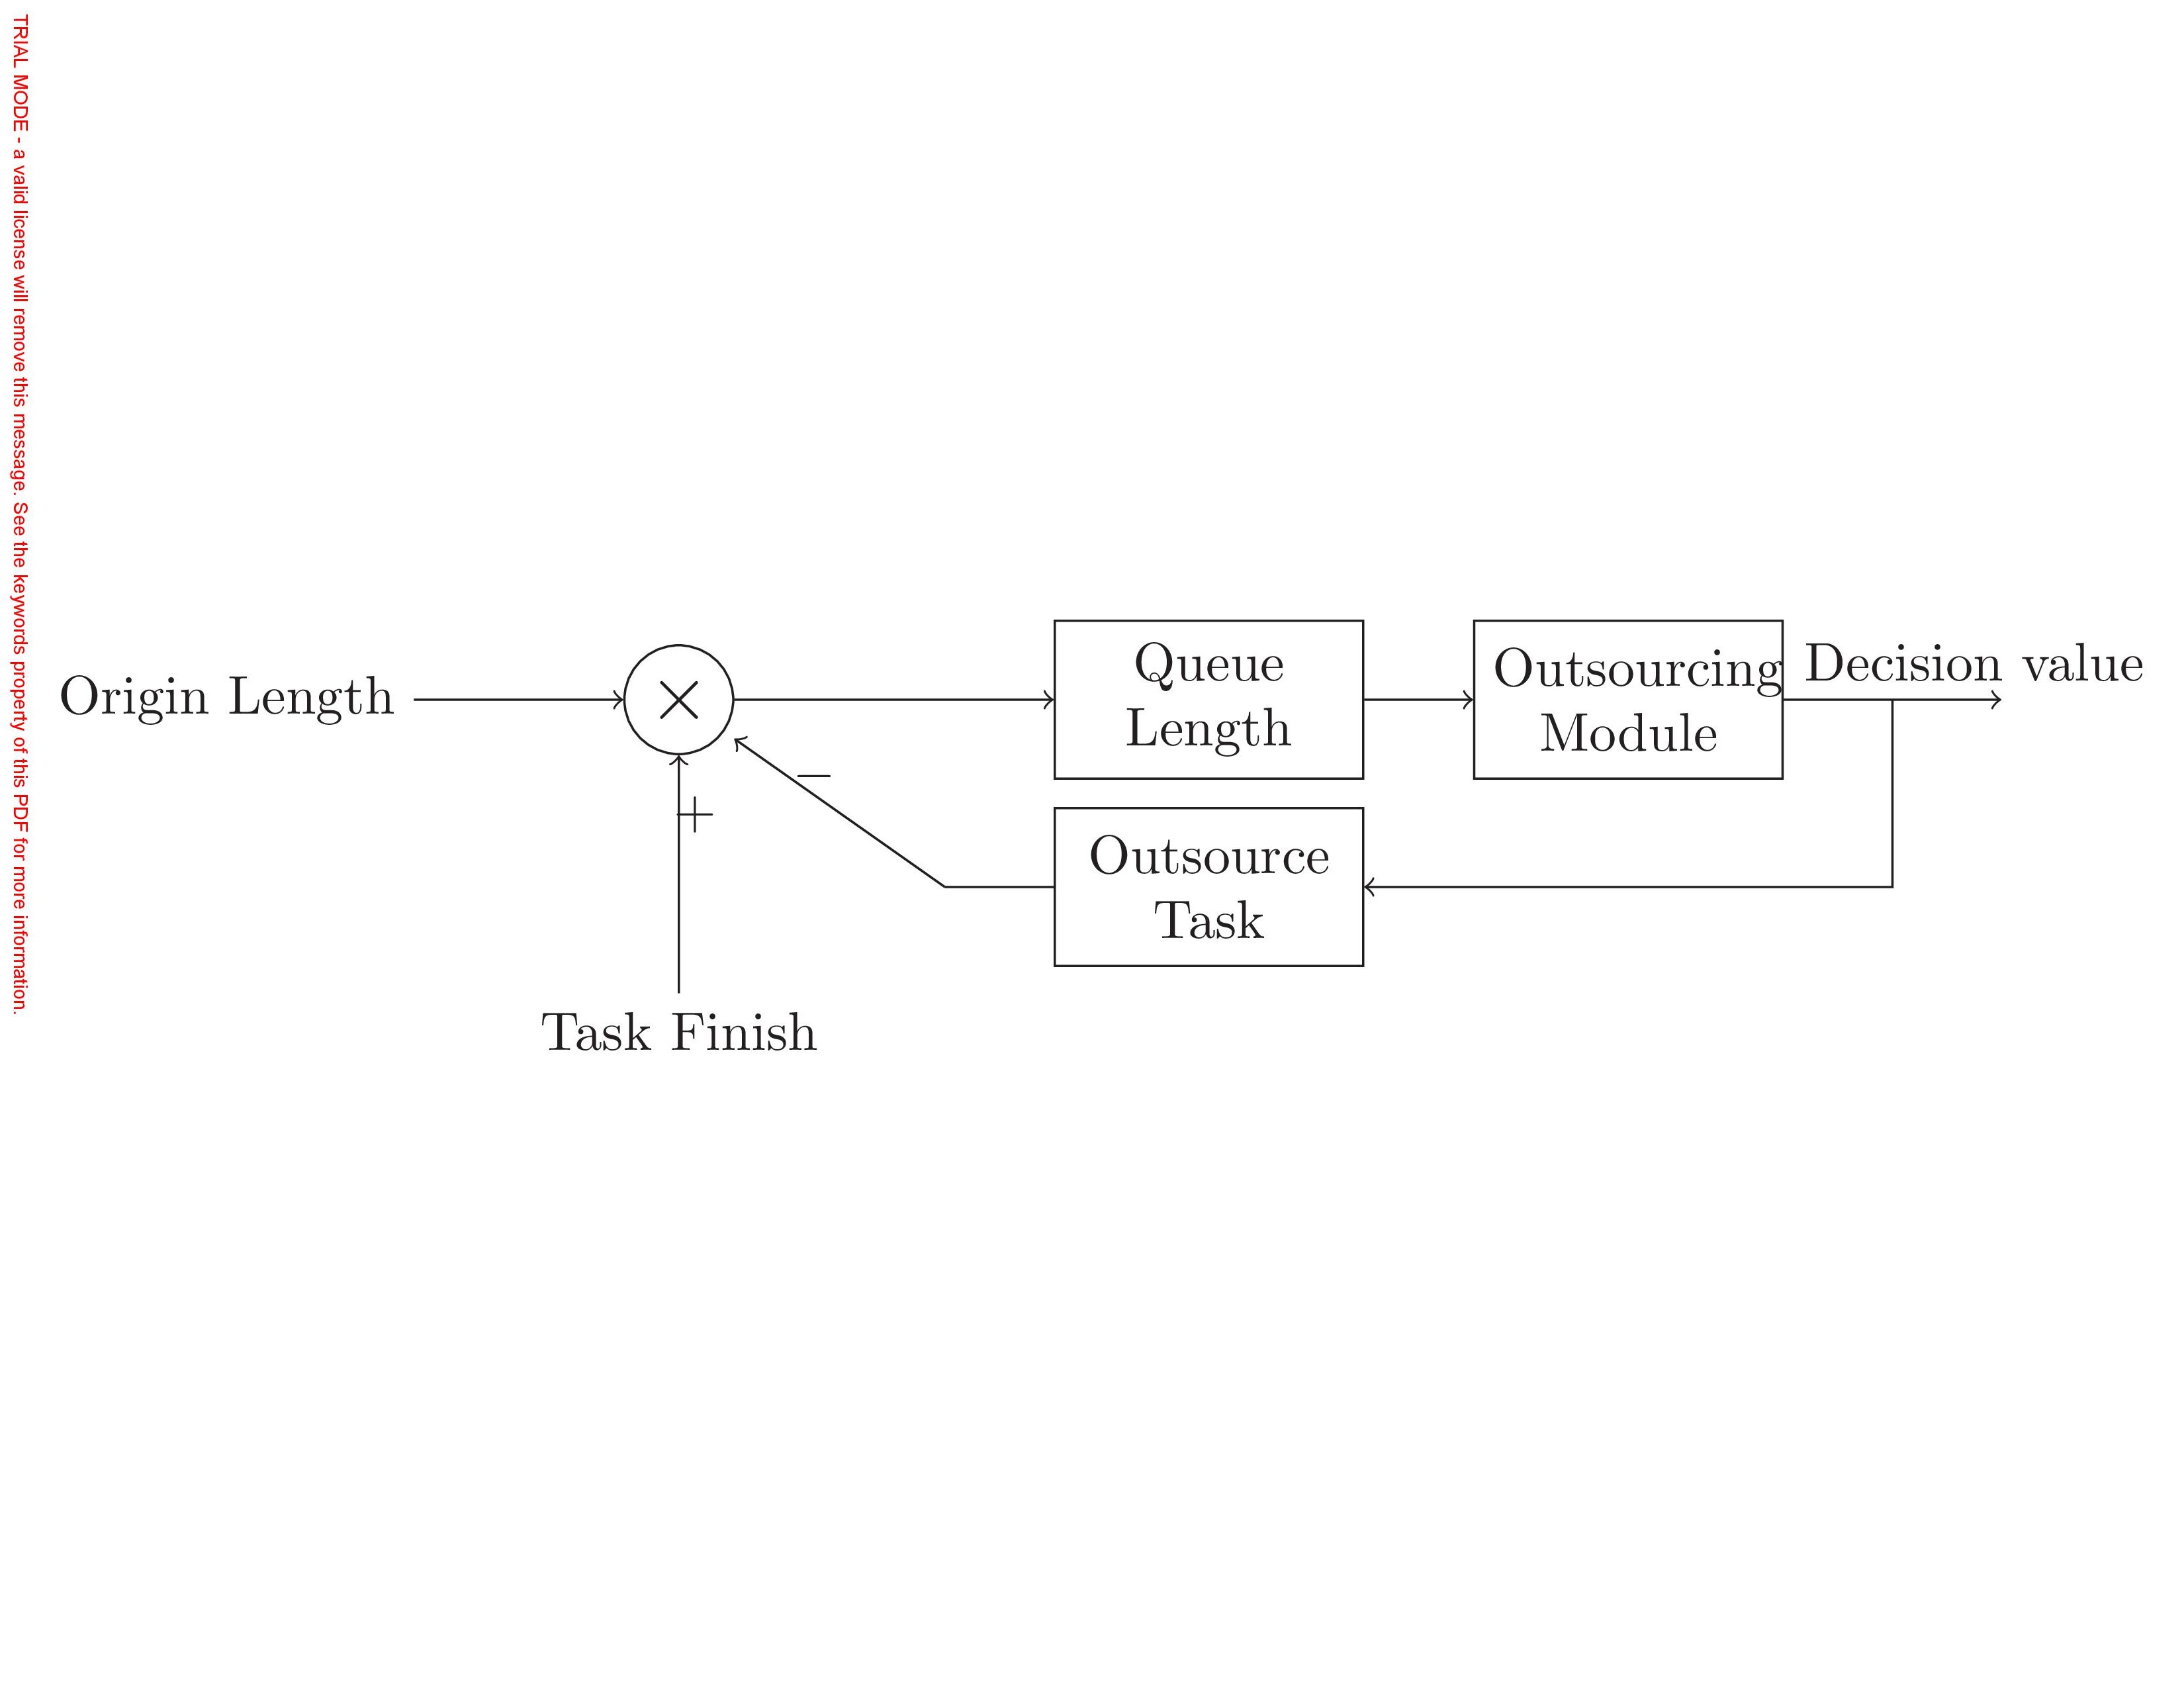 TRIAL MODE - a valid license will remove this message. See the keywords property of this PDF for more information.
Origin Length
×
Queue
Length
Outsourcing
Module
Decision value
−
+
Outsource
Task
Task Finish